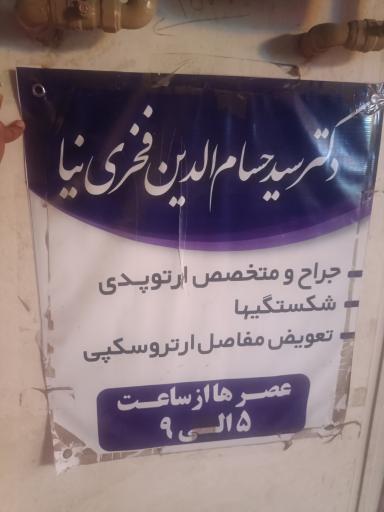 دکتر سید حسام الدین فخری نیا
- جراح و متخصص ارتوپدی
- شکستگیها
- تعویض مفاصل ارتروسکپی
عصر ها از ساعت
۵ الی ۹